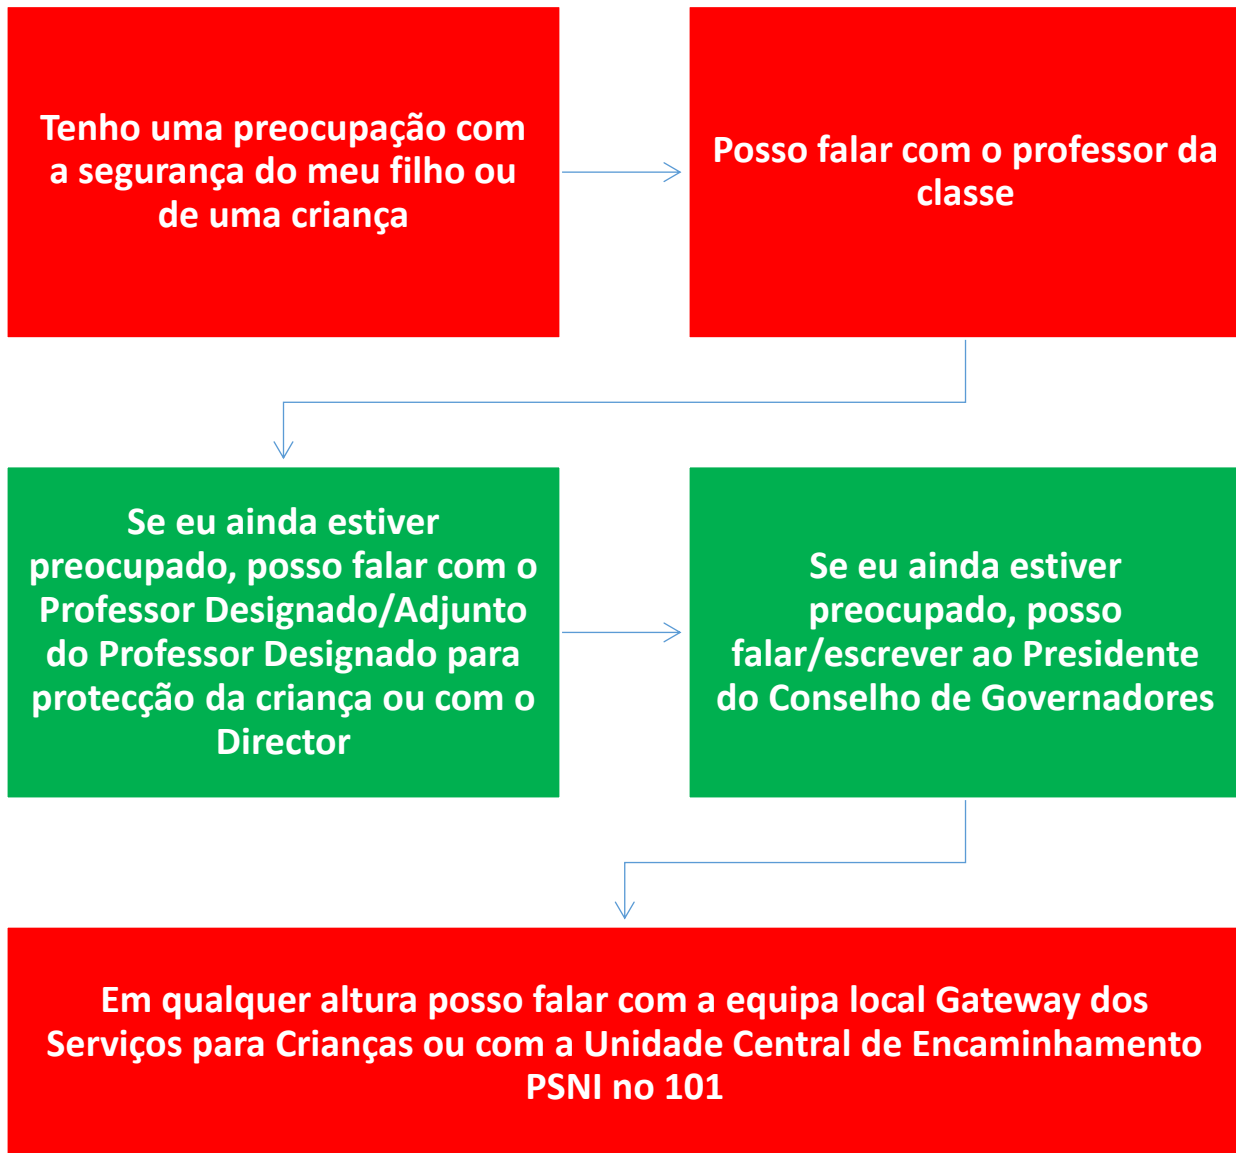 Tenho uma preocupação com
a segurança do meu filho ou
de uma criança
Posso falar com o professor da
classe
Se eu ainda estiver
preocupado, posso falar com o
Professor Designado/Adjunto
do Professor Designado para
protecção da criança ou com o
Director
Se eu ainda estiver
preocupado, posso
falar/escrever ao Presidente
do Conselho de Governadores
Em qualquer altura posso falar com a equipa local Gateway dos
Serviços para Crianças ou com a Unidade Central de Encaminhamento
PSNI no 101